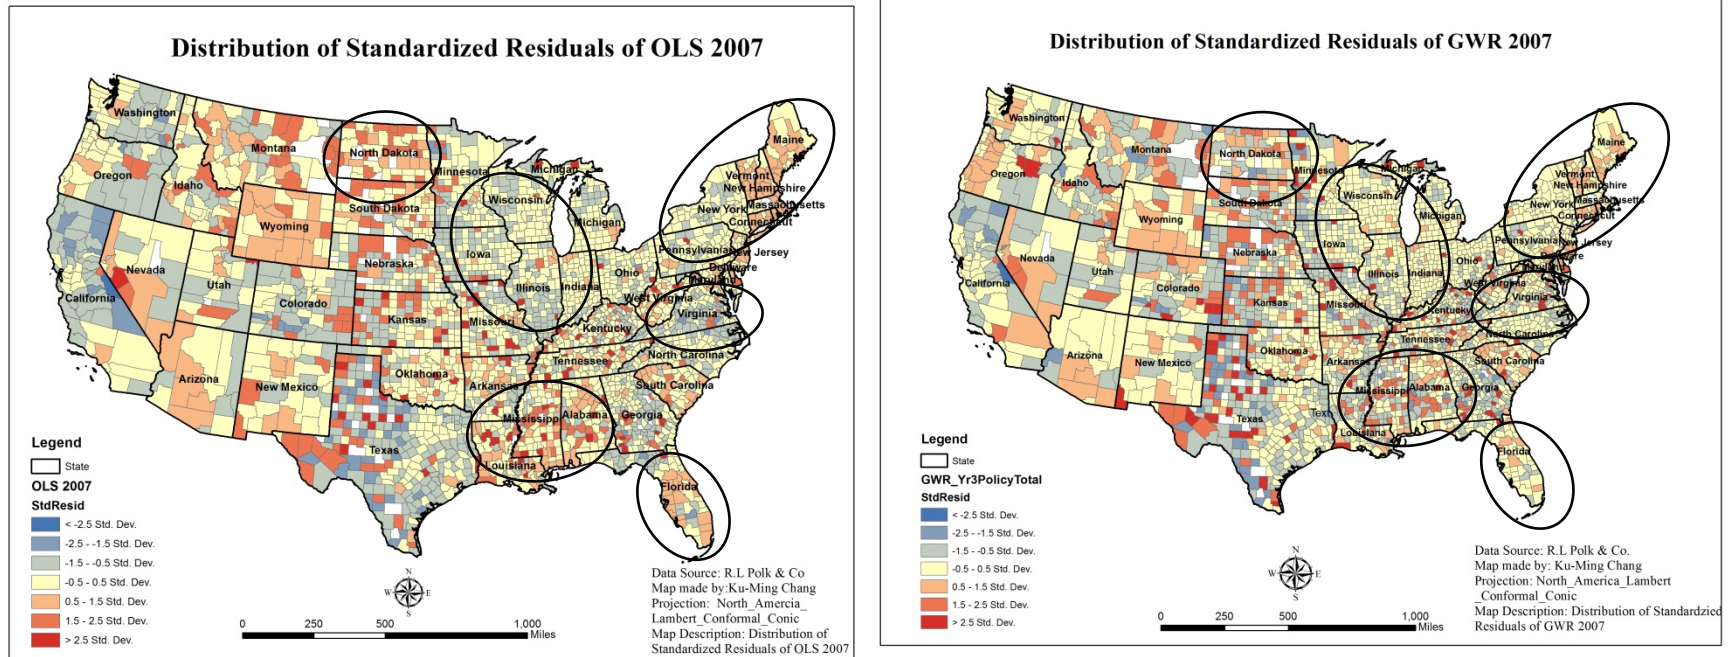 Distribution of Standardized Residuals of OLS 2007
Washington
Montana
North Dakota
Minnesota
Michigan
Maine
Oregon
Idaho
Wisconsin
Vermont
New Hampshire
South Dakota
New York
Massachusetts
Connecticut
Wyoming
Michigan
Iowa
Pennsylvania
New Jersey
Nevada
Nebraska
Ohio
Delaware
Maryland
Utah
Illinois
Indiana
California
Colorado
West Virginia
Virginia
Kansas
Missouri
Kentucky
North Carolina
Tennessee
Arizona
New Mexico
Oklahoma
Arkansas
South Carolina
Mississippi
Alabama
Georgia
Texas
Louisiana
Florida
Legend
State
OLS 2007
StdResid
< -2.5 Std. Dev.
-2.5 - -1.5 Std. Dev.
-1.5 - -0.5 Std. Dev.
-0.5 - 0.5 Std. Dev.
0.5 - 1.5 Std. Dev.
1.5 - 2.5 Std. Dev.
> 2.5 Std. Dev.
N
W
E
S
0
250
500
1,000
Miles
Data Source: R.L Polk & Co
Map made by:Ku-Ming Chang
Projection: North_Amercia_
Lambert_Conformal_Conic
Map Description: Distribution of
Standardized Residuals of OLS 2007
Distribution of Standardized Residuals of GWR 2007
Washington
Montana
North Dakota
Minnesota
Michigan
Maine
Oregon
Idaho
Wisconsin
Vermont
New Hampshire
South Dakota
New York
Massachusetts
Connecticut
Wyoming
Michigan
Iowa
Pennsylvania
New Jersey
Nevada
Nebraska
Ohio
Delaware
Maryland
Utah
Illinois
Indiana
California
Colorado
West Virginia
Virginia
Kansas
Missouri
Kentucky
North Carolina
Tennessee
Arizona
New Mexico
Oklahoma
Arkansas
South Carolina
Mississippi
Alabama
Georgia
Texas
Text
Louisiana
Florida
Legend
State
GWR_Yr3PolicyTotal
StdResid
< -2.5 Std. Dev.
-2.5 - -1.5 Std. Dev.
-1.5 - -0.5 Std. Dev.
-0.5 - 0.5 Std. Dev.
0.5 - 1.5 Std. Dev.
1.5 - 2.5 Std. Dev.
> 2.5 Std. Dev.
N
W
E
S
0
250
500
1,000
Miles
Data Source: R.L Polk & Co.
Map made by: Ku-Ming Chang
Projection: North_America_Lambert
_Conformal_Conic
Map Description: Distribution of Standardzied
Residuals of GWR 2007